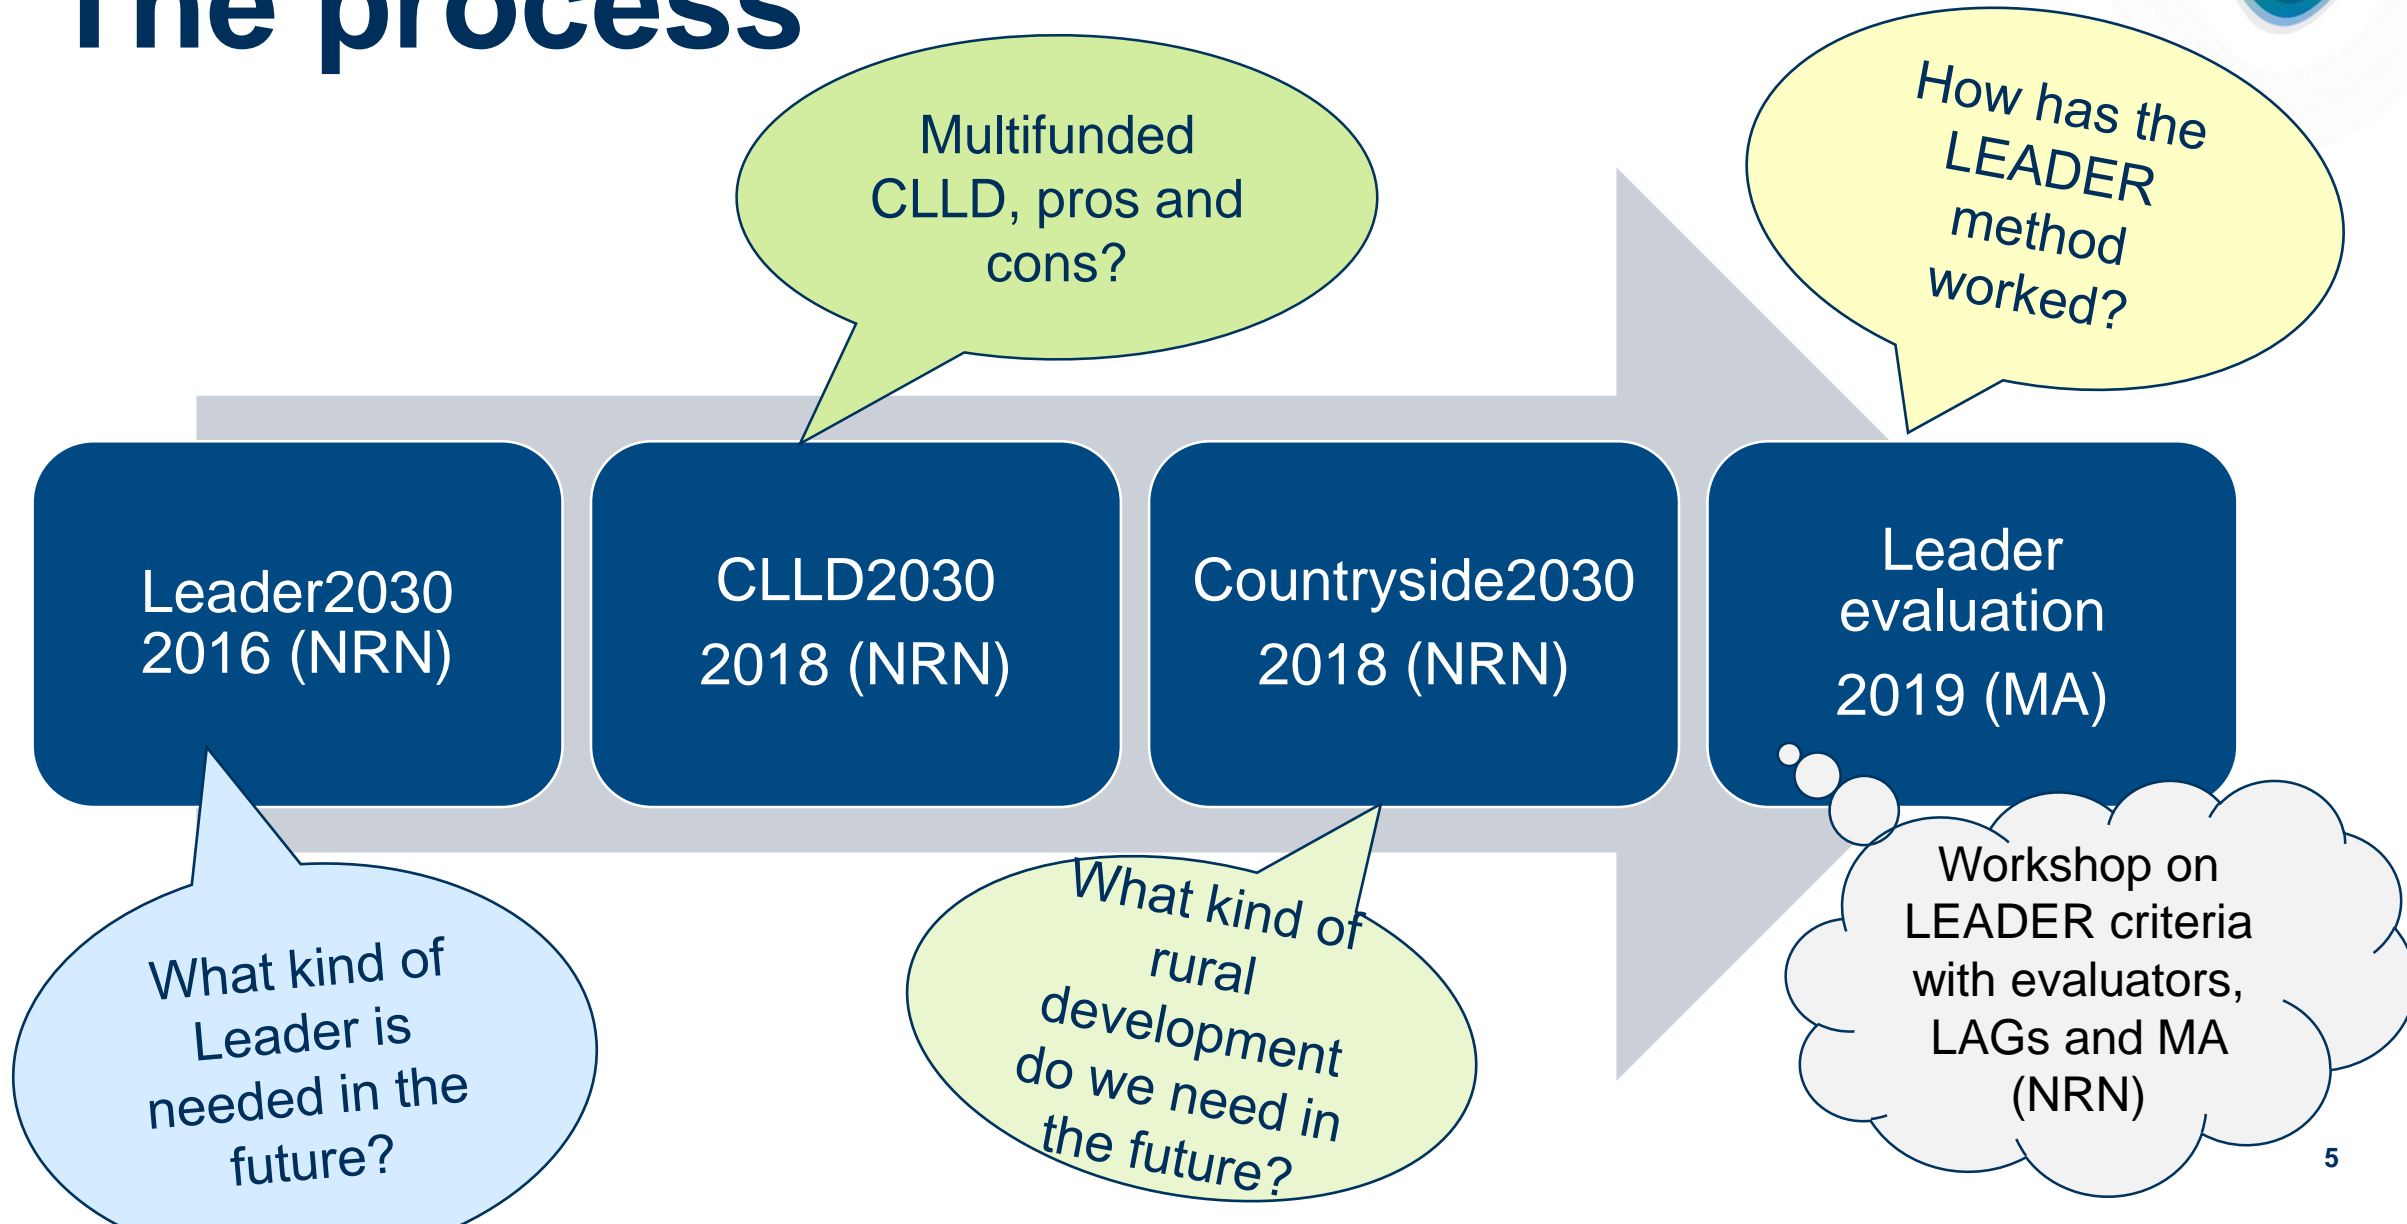 The process
Multifunded
CLLD, pros and
cons?
How has the
LEADER
method
worked?
Leader2030
2016 (NRN)
CLLD2030
2018 (NRN)
Countryside2030
2018 (NRN)
Leader
evaluation
2019 (MA)
What kind of
Leader is
needed in the
future?
What kind of
rural
development
do we need in
the future?
Workshop on
LEADER criteria
with evaluators,
LAGs and MA
(NRN)
5